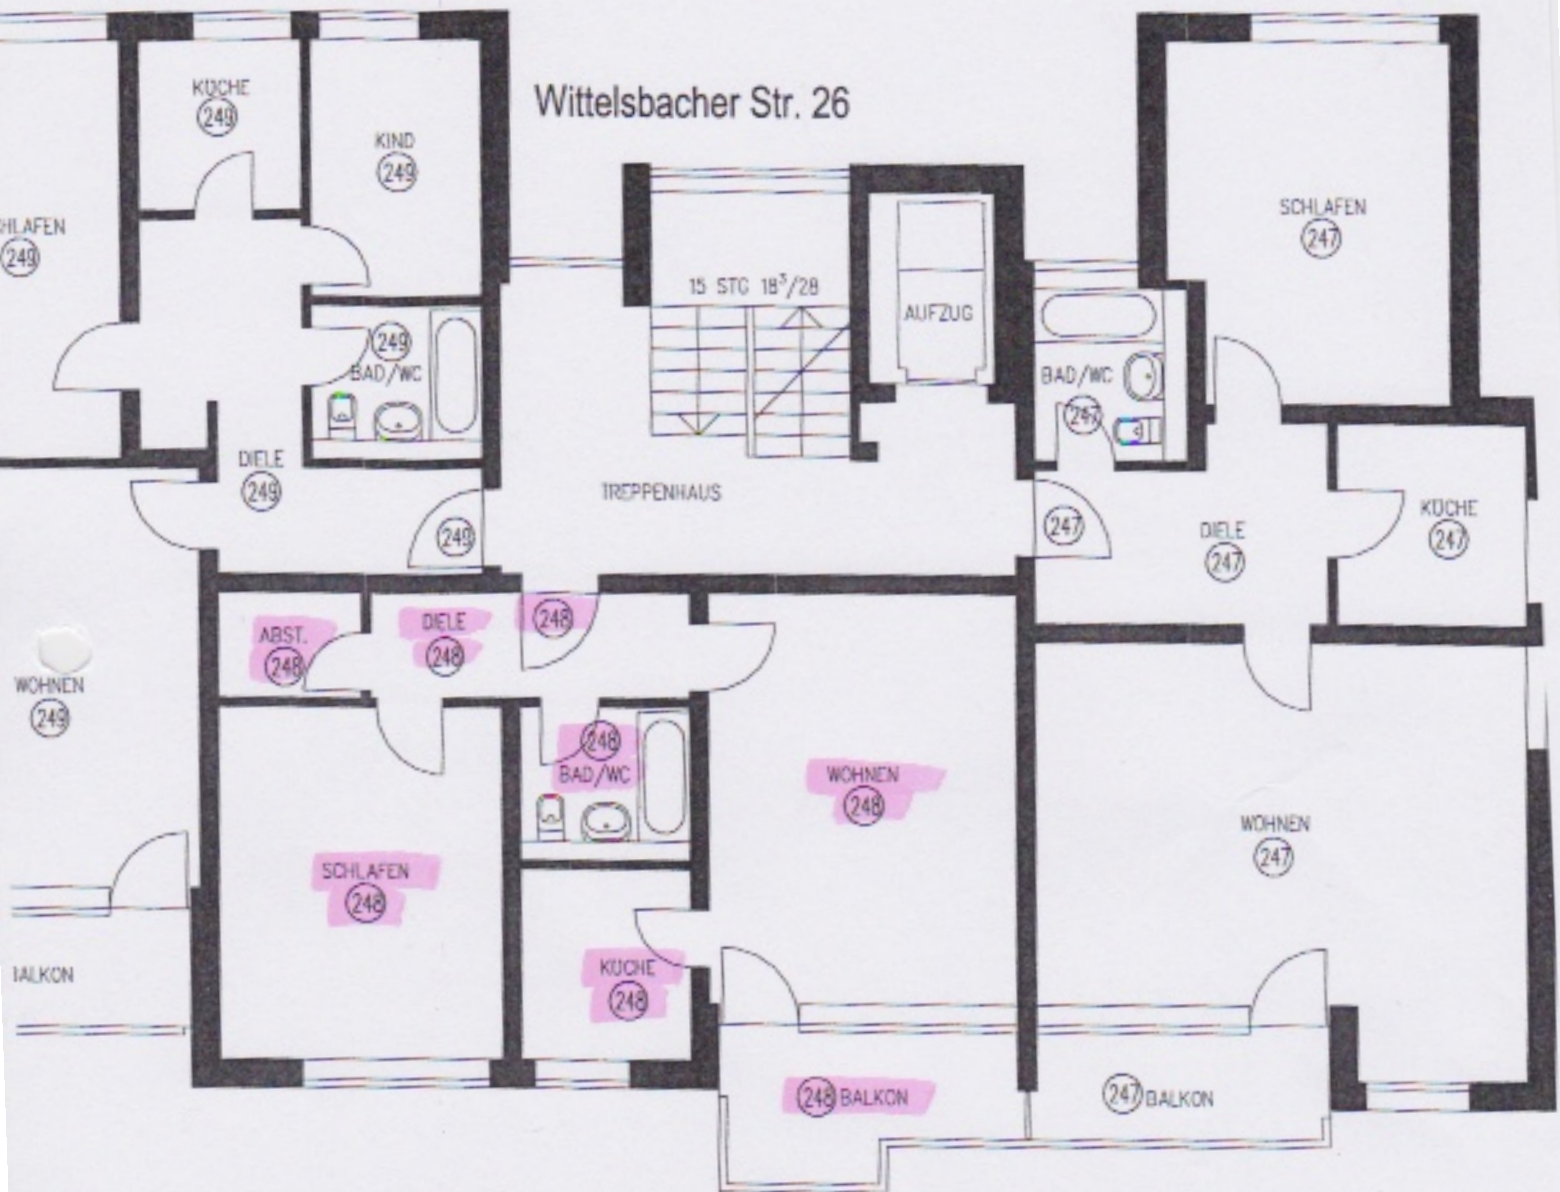 Wittelsbacher Str. 26
KÜCHE
249
KIND
249
HLAFEN
249
249
BAD/WC
DIELE
249
249
WOHNEN
249
BALKON
15 STG 18³/28
AUFZUG
TREPPENHAUS
SCHLAFEN
247
BAD/WC
247
247
DIELE
247
KÜCHE
247
WOHNEN
247
247 BALKON
ABST.
248
DIELE
248
248
248
BAD/WC
SCHLAFEN
248
KÜCHE
248
WOHNEN
248
248 BALKON